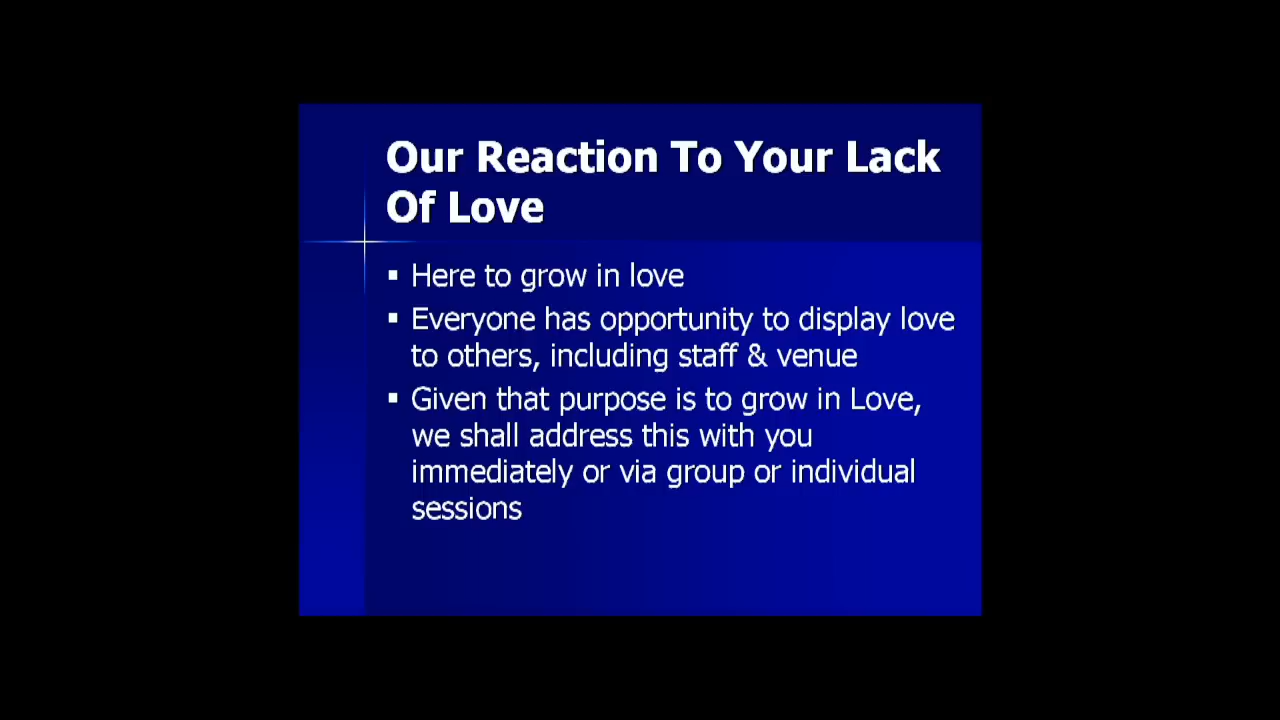 Our Reaction To Your Lack
Of Love
▪ Here to grow in love
▪ Everyone has opportunity to display love
to others, including staff & venue
▪ Given that purpose is to grow in Love,
we shall address this with you
immediately or via group or individual
sessions